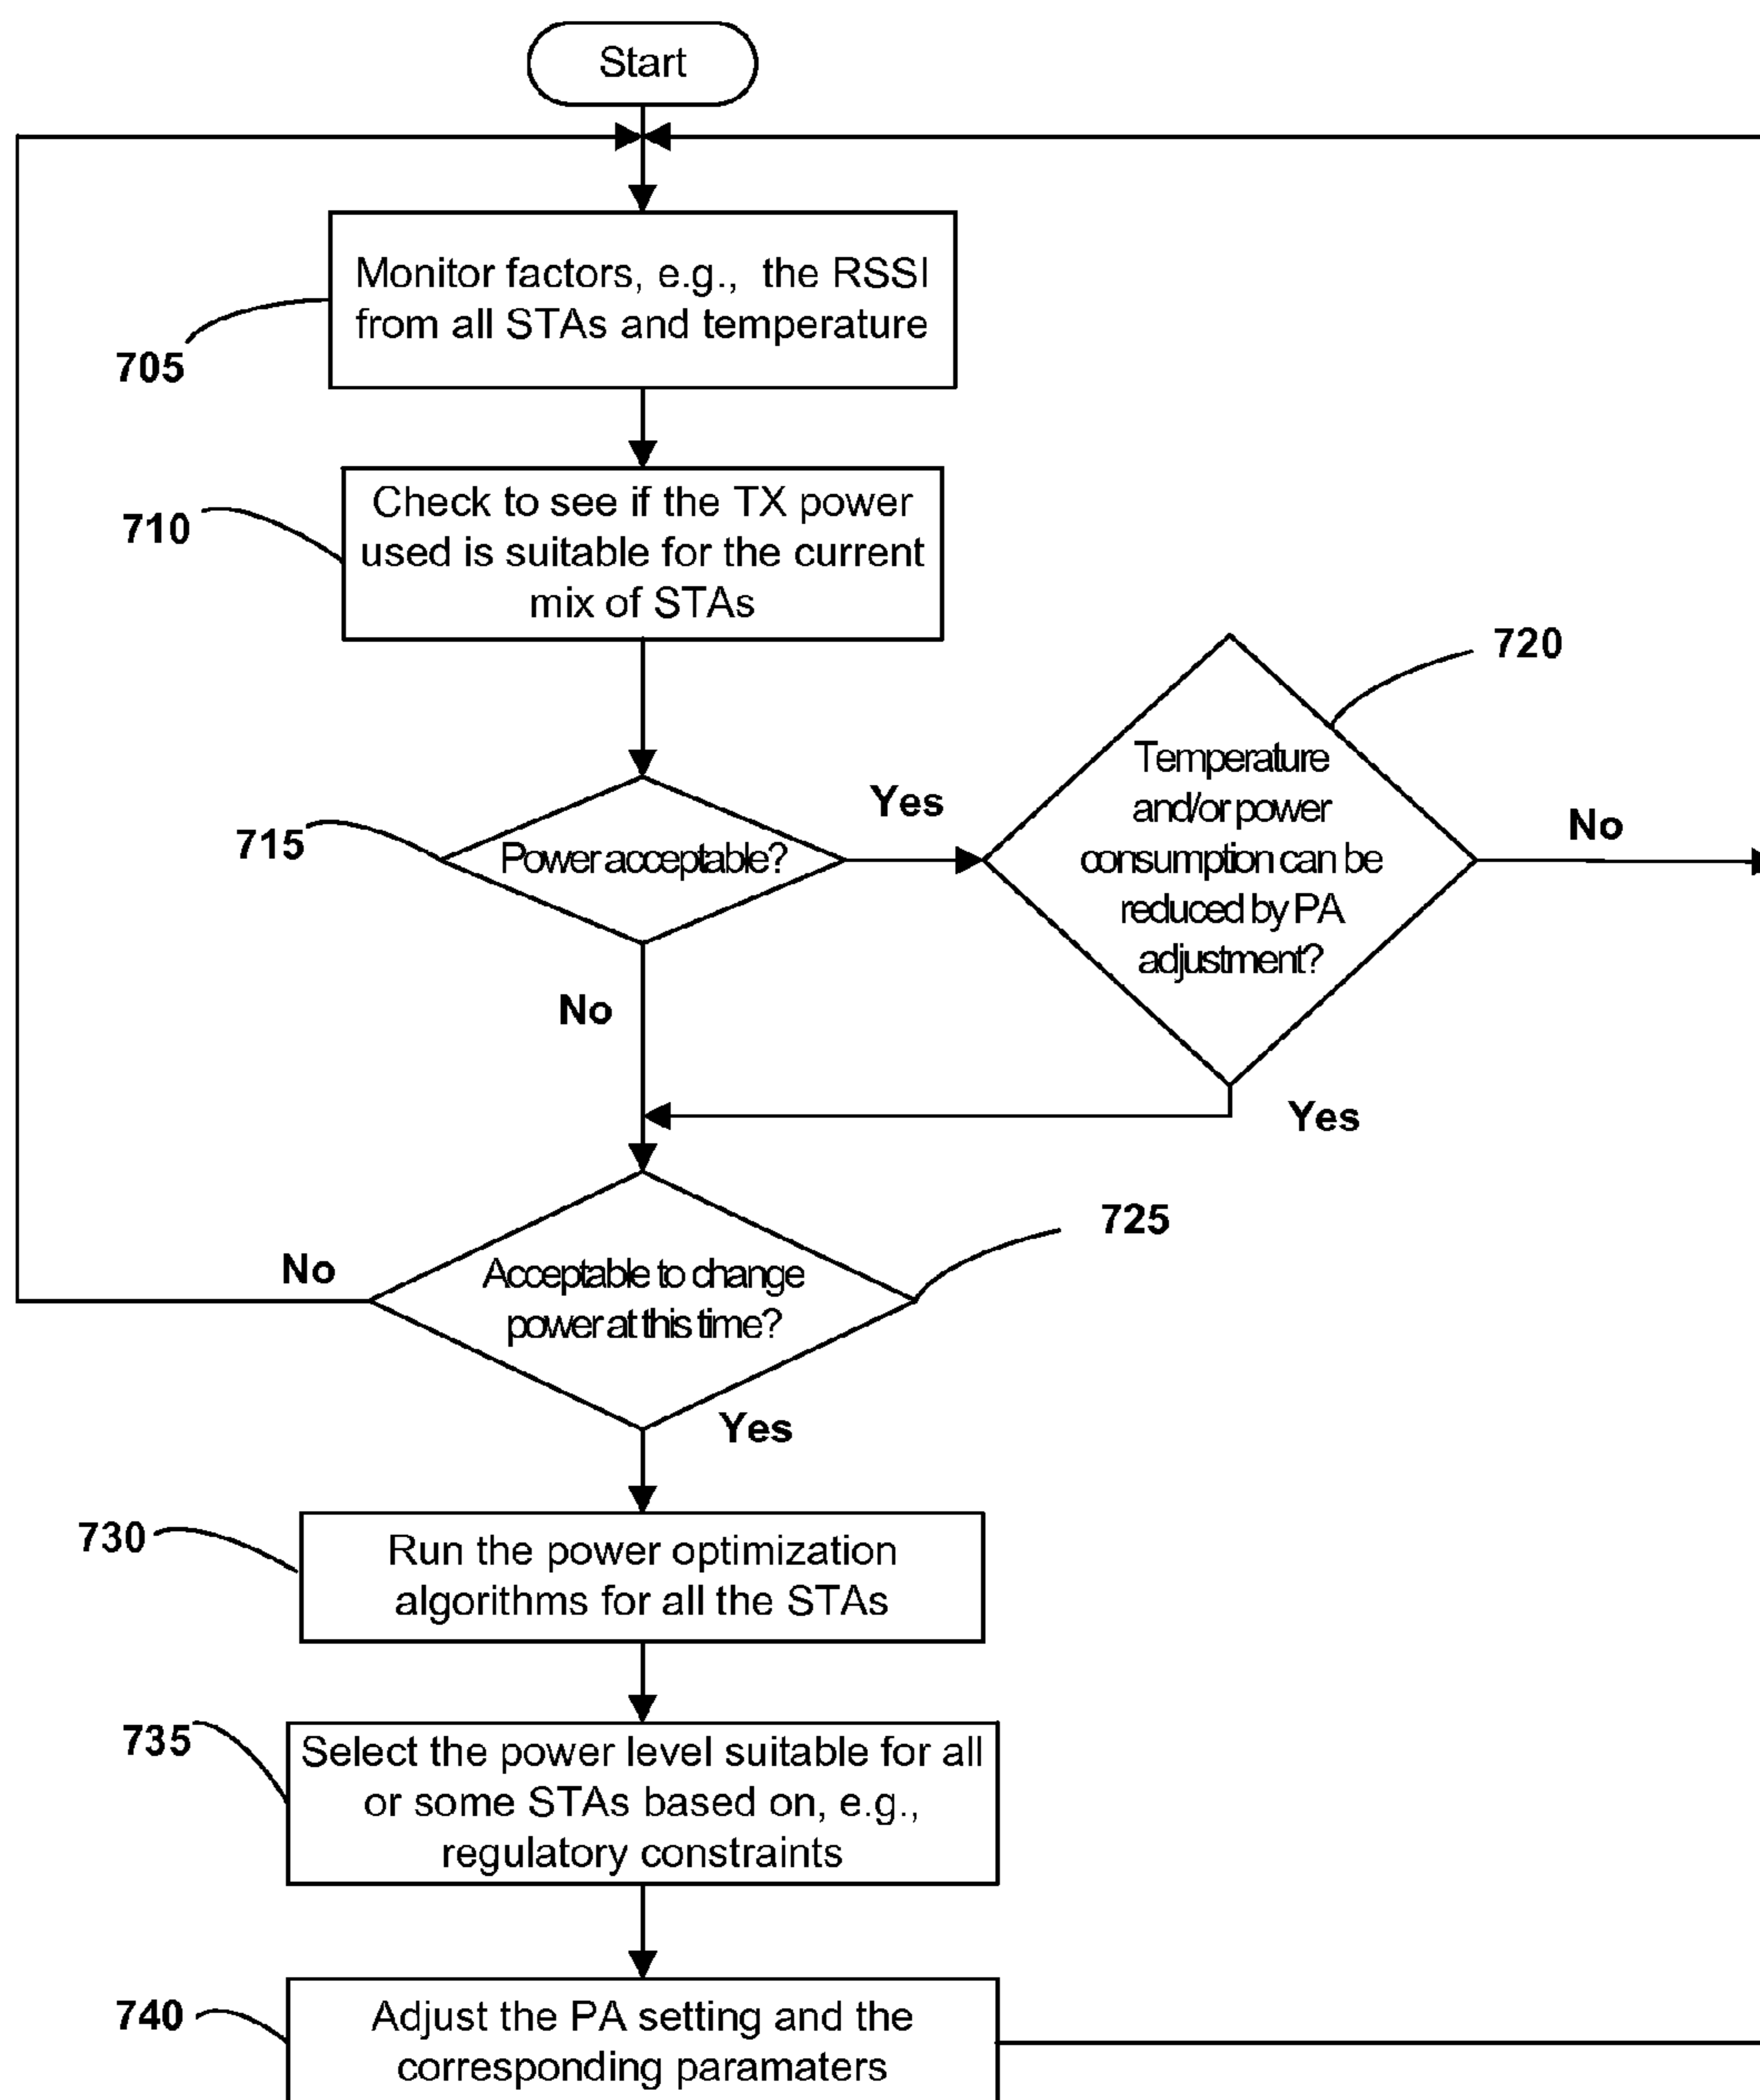 Start
Monitor factors, e.g., the RSSI
from all STAs and temperature
705
Check to see if the TX power
used is suitable for the current
mix of STAs
710
720
Temperature
and/or power
consumption can be
reduced by PA
adjustment?
Yes
No
715
Power acceptable?
No
Yes
725
No
Acceptable to change
power at this time?
Yes
730
Run the power optimization
algorithms for all the STAs
735
Select the power level suitable for all
or some STAs based on, e.g.,
regulatory constraints
740
Adjust the PA setting and the
corresponding paramaters